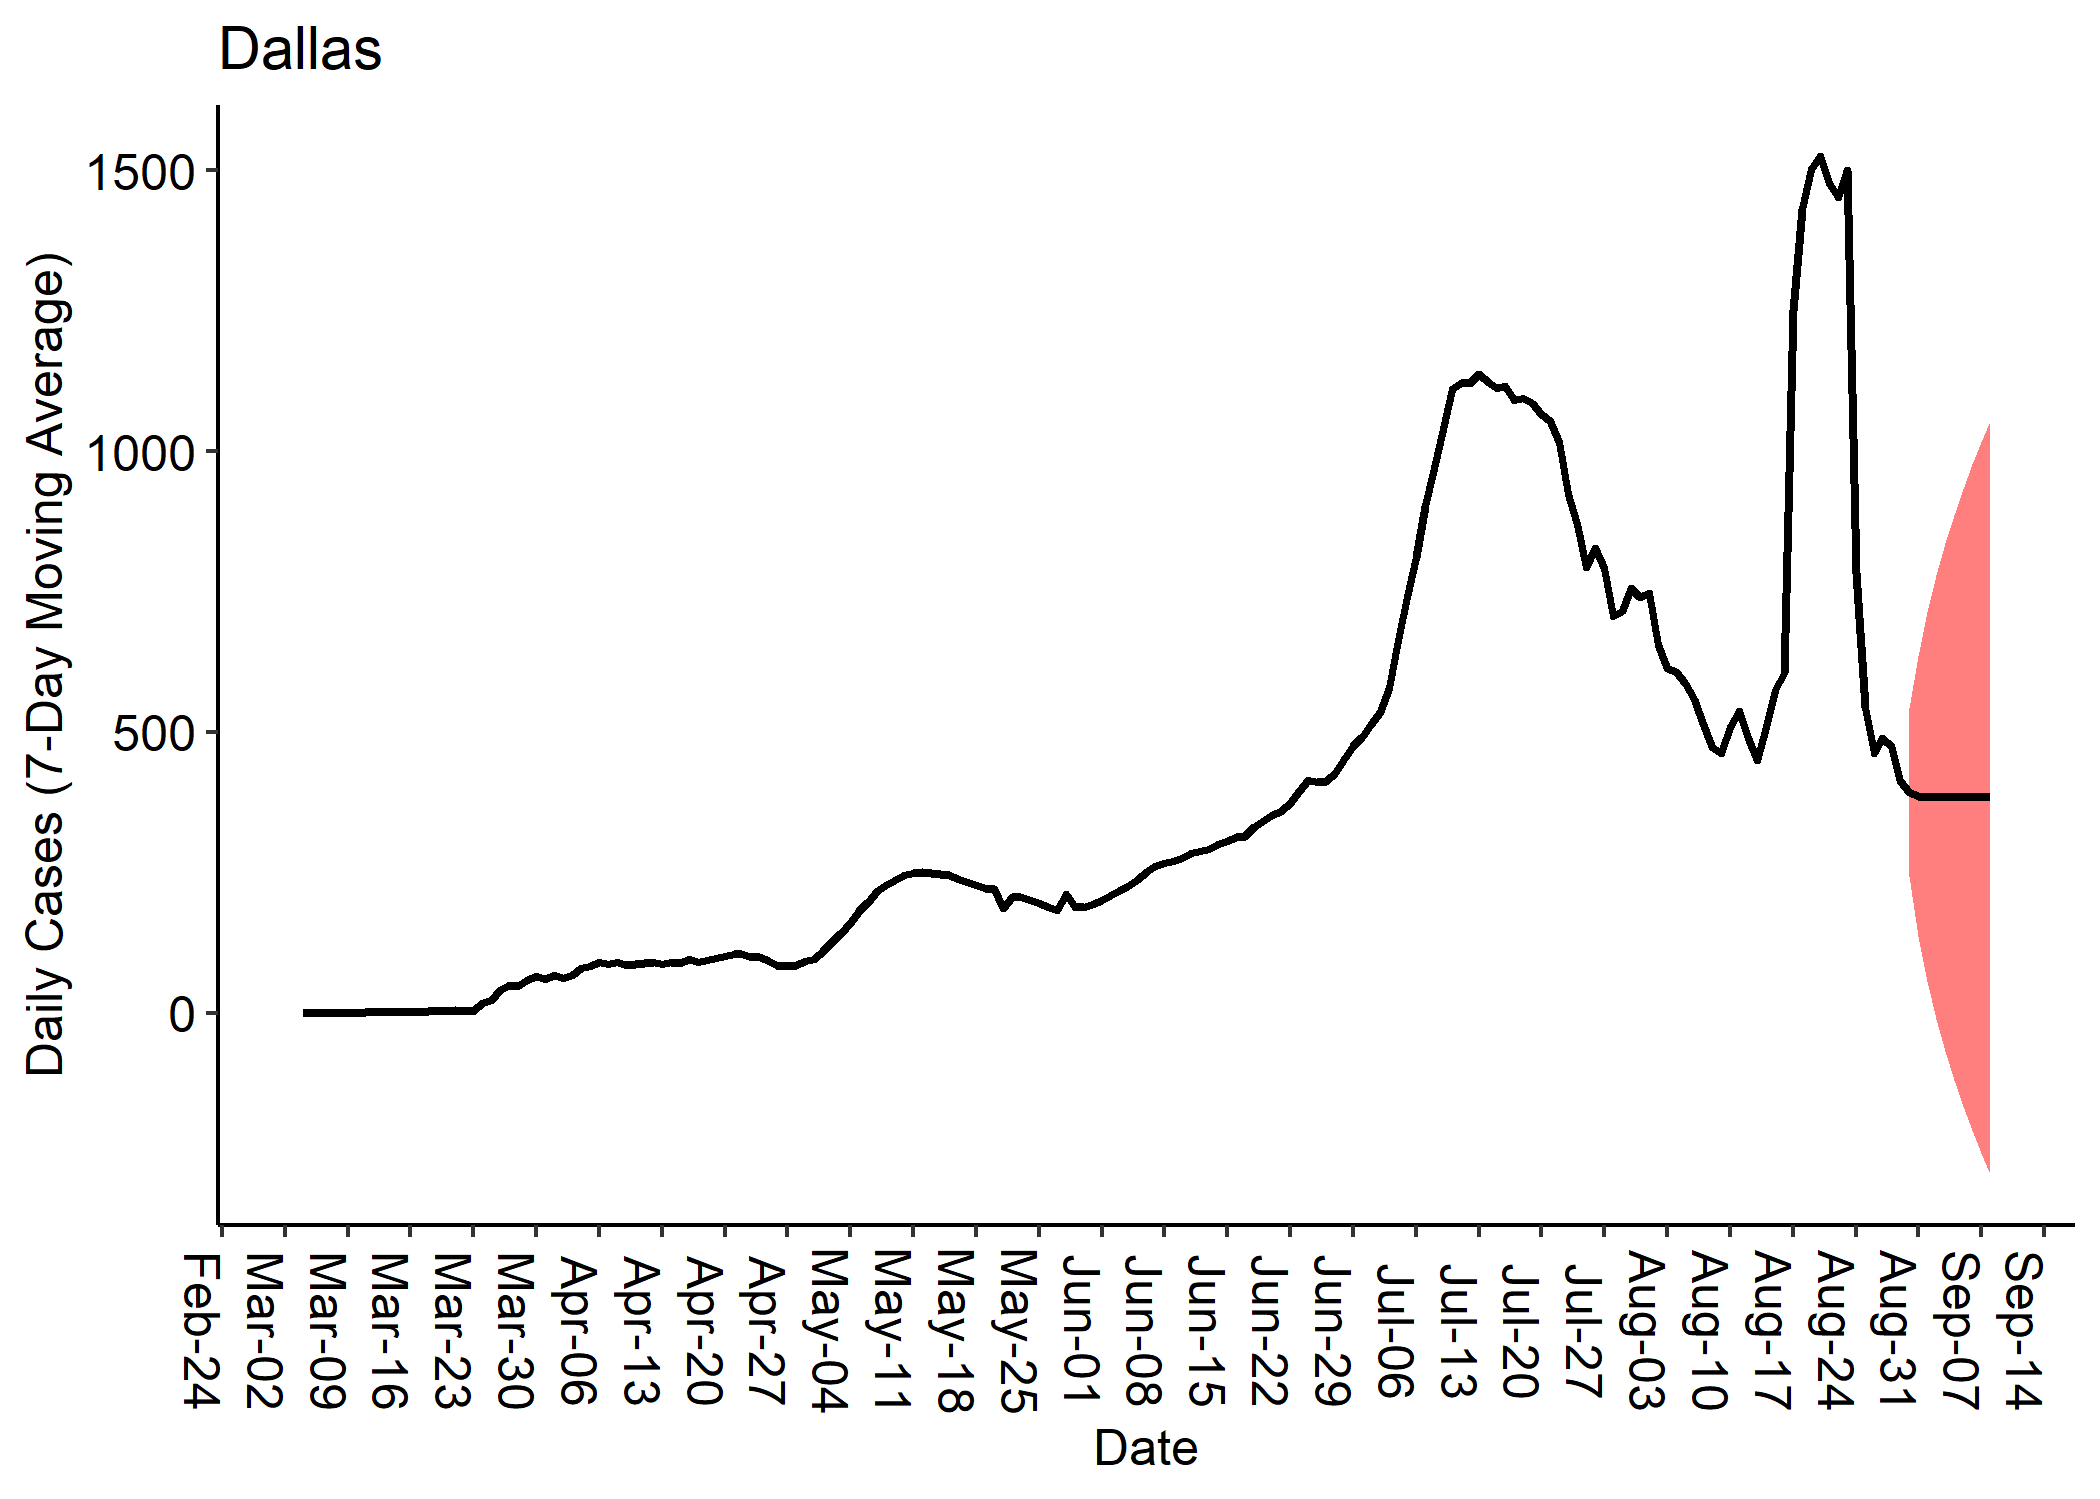 Dallas
Daily Cases (7-Day Moving Average)
1500
1000
500
0
Feb-24
Mar-02
Mar-09
Mar-16
Mar-23
Mar-30
Apr-06
Apr-13
Apr-20
Apr-27
May-04
May-11
May-18
May-25
Jun-01
Jun-08
Jun-15
Jun-22
Jun-29
Jul-06
Jul-13
Jul-20
Jul-27
Aug-03
Aug-10
Aug-17
Aug-24
Aug-31
Sep-07
Sep-14
Date